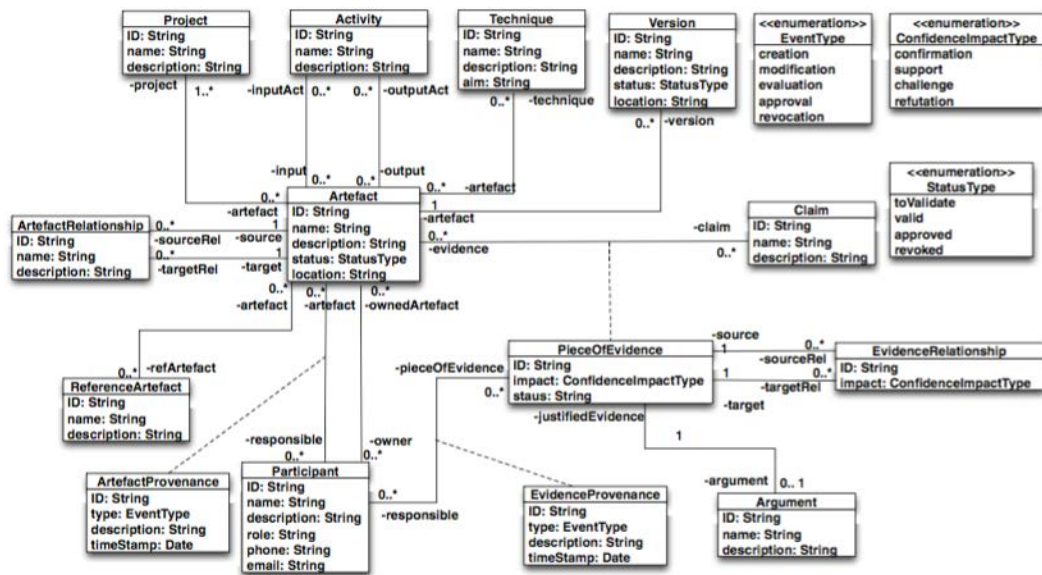 Project
ID: String
name: String
description: String
Activity
ID: String
name: String
description: String
Technique
ID: String
name: String
description: String
aim: String
Version
ID: String
name: String
description: String
status: StatusType
location: String
<<enumeration>>
EventType
creation
modification
evaluation
approval
revocation
<<enumeration>>
ConfidenceImpactType
confirmation
support
challenge
refutation
-project
1..*
-inputAct
0..*
0..*
-outputAct
0..*
-technique
0..*
-version
-input
0..*
-output
0..*
0..*
-artefact
0..*
-artefact
1
-artefact
<<enumeration>>
StatusType
toValidate
valid
approved
revoked
Artefact
ID: String
name: String
description: String
status: StatusType
location: String
ArtefactRelationship
ID: String
name: String
description: String
0..*
-sourceRel
1
-source
0..*
-targetRel
1
-target
0..*
-evidence
-claim
0..*
Claim
ID: String
name: String
description: String
0..*
-artefact
0..*
-artefact
0..*
-ownedArtefact
-refArtefact
0..*
ReferenceArtefact
ID: String
name: String
description: String
-pieceOfEvidence
0..*
PieceOfEvidence
ID: String
impact: ConfidenceImpactType
staus: String
-source
1
0..*
-sourceRel
1
0..*
-targetRel
-target
EvidenceRelationship
ID: String
impact: ConfidenceImpactType
-justifiedEvidence
1
-responsible
0..*
-owner
0..*
ArtefactProvenance
ID: String
type: EventType
description: String
timeStamp: Date
Participant
ID: String
name: String
description: String
role: String
phone: String
email: String
0..*
-responsible
EvidenceProvenance
ID: String
type: EventType
description: String
timeStamp: Date
-argument
0.. 1
Argument
ID: String
name: String
description: String